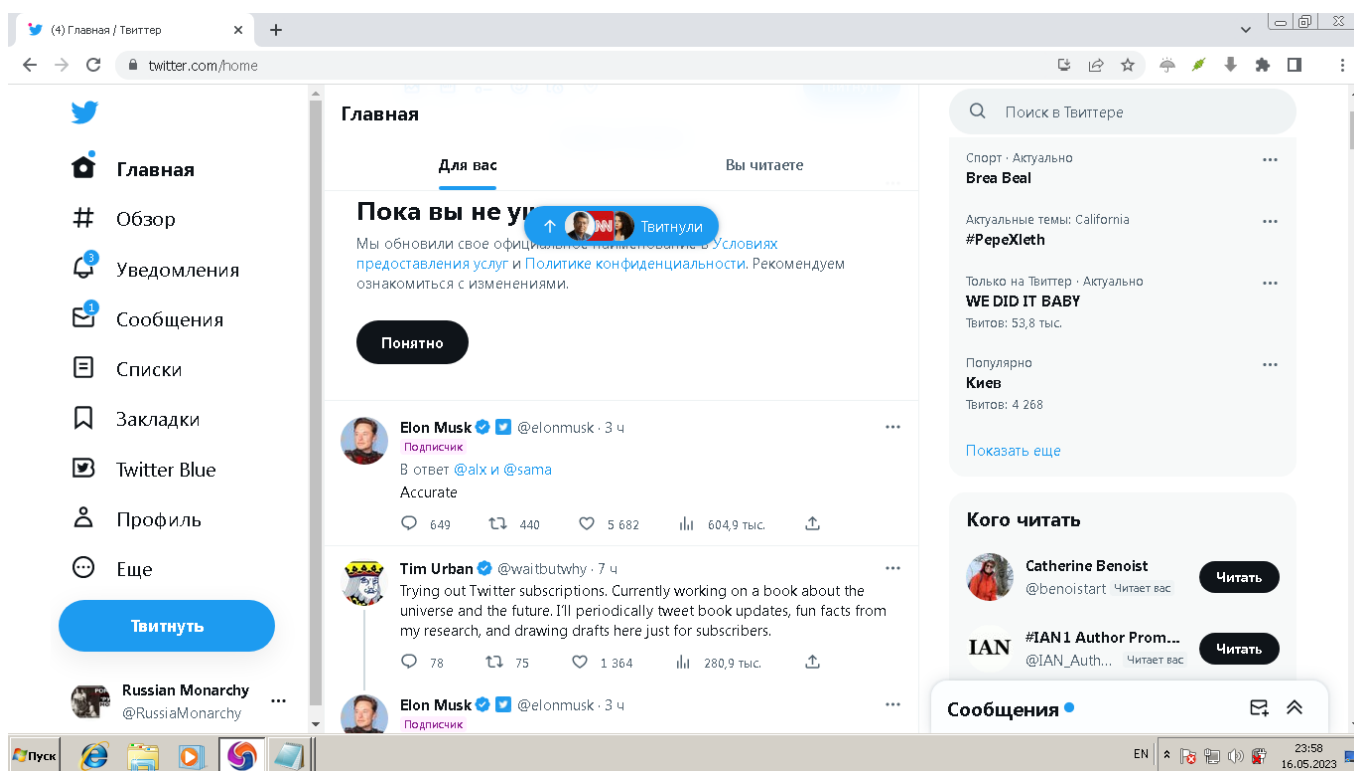 (4) Главная / Твиттер
twitter.com/home
Главная
Для вас
Вы читаете
Пока вы не
Твитнули
Мы обновили свое официальное наименование в Условиях
предоставления услуг и Политике конфиденциальности. Рекомендуем
ознакомиться с изменениями.
Понятно
Главная
Обзор
3
Уведомления
1
Сообщения
Списки
Закладки
Twitter Blue
Профиль
Еще
Твитнуть
Russian Monarchy
@RussiaMonarchy
Elon Musk @elonmusk · 3 ч
Подписчик
В ответ @alx и @sama
Accurate
649 440 5 682 604,9 тыс.
Tim Urban @waitbutwhy · 7 ч
Trying out Twitter subscriptions. Currently working on a book about the
universe and the future. I'll periodically tweet book updates, fun facts from
my research, and drawing drafts here just for subscribers.
78 75 1 364 280,9 тыс.
Elon Musk @elonmusk · 3 ч
Подписчик
Поиск в Твиттере
Спорт · Актуально
Brea Beal
Актуальные темы: California
#PepeXleth
Только на Твиттер · Актуально
WE DID IT BABY
Твитов: 53,8 тыс.
Популярно
Киев
Твитов: 4 268
Показать еще
Кого читать
Catherine Benoist
@benoistart Читает вас
Читать
IAN
#IAN1 Author Prom...
@IAN_Auth... Читает вас
Читать
Сообщения
Пуск
EN
23:58
16.05.2023